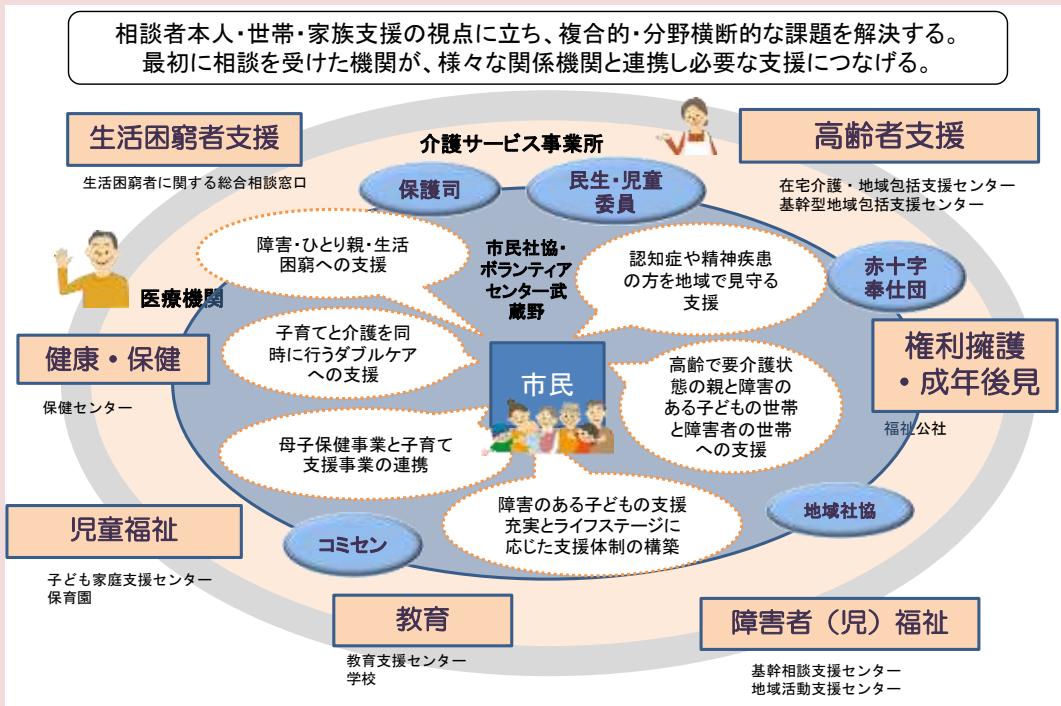 相談者本人・世帯・家族支援の視点に立ち、複合的・分野横断的な課題を解決する。
最初に相談を受けた機関が、様々な関係機関と連携し必要な支援につなげる。
生活困窮者支援
生活困窮者に関する総合相談窓口
介護サービス事業所
高齢者支援
在宅介護・地域包括支援センター
基幹型地域包括支援センター
保護司
民生・児童
委員
障害・ひとり親・生活
困窮への支援
市民社協・
ボランティア
センター武
蔵野
認知症や精神疾患
の方を地域で見守る
支援
赤十字
奉仕団
医療機関
健康・保健
保健センター
子育てと介護を同
時に行うダブルケア
への支援
市民
高齢で要介護状
態の親と障害の
ある子どもの世帯
と障害者の世帯
への支援
権利擁護
・成年後見
福祉公社
母子保健事業と子育て
支援事業の連携
障害のある子どもの支援
充実とライフステージに
応じた支援体制の構築
地域社協
児童福祉
子ども家庭支援センター
保育園
コミセン
教育
教育支援センター
学校
障害者（児）福祉
基幹相談支援センター
地域活動支援センター